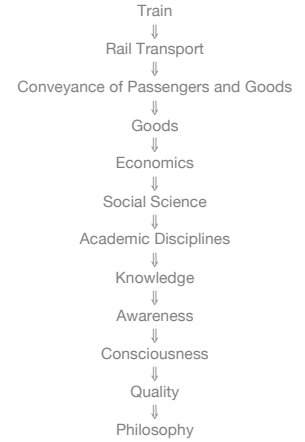 Train
⇓
Rail Transport
⇓
Conveyance of Passengers and Goods
⇓
Goods
⇓
Economics
⇓
Social Science
⇓
Academic Disciplines
⇓
Knowledge
⇓
Awareness
⇓
Consciousness
⇓
Quality
⇓
Philosophy